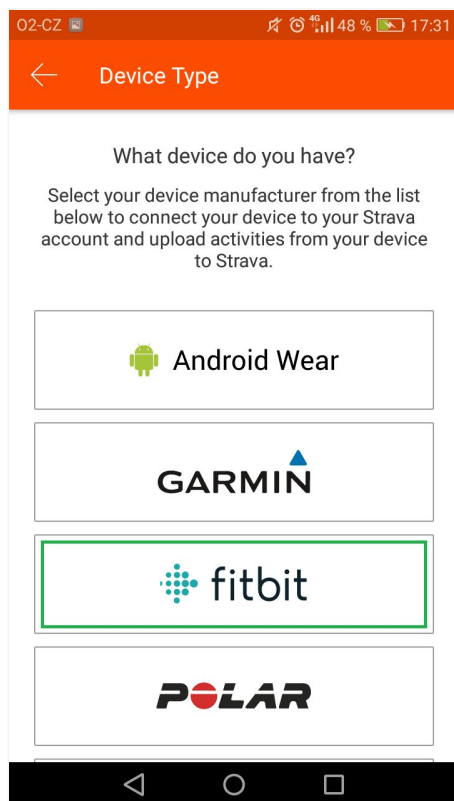 O2-CZ 4G 48 % 17:31
Device Type
What device do you have?
Select your device manufacturer from the list
below to connect your device to your Strava
account and upload activities from your device
to Strava.
Android Wear
GARMIN
fitbit
POLAR